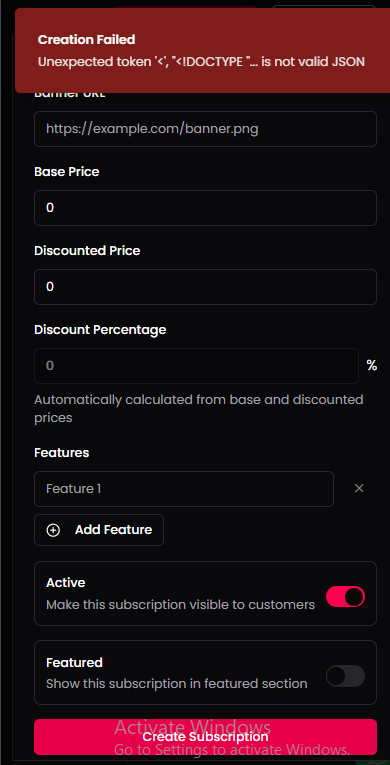 Creation Failed
Unexpected token '<', "<!DOCTYPE "... is not valid JSON
Banner URL
https://example.com/banner.png
Base Price
0
Discounted Price
0
Discount Percentage
0
%
Automatically calculated from base and discounted
prices
Features
Feature 1
Add Feature
Active
Make this subscription visible to customers
Featured
Show this subscription in featured section
Create Subscription
Activate Windows
Go to Settings to activate Windows.